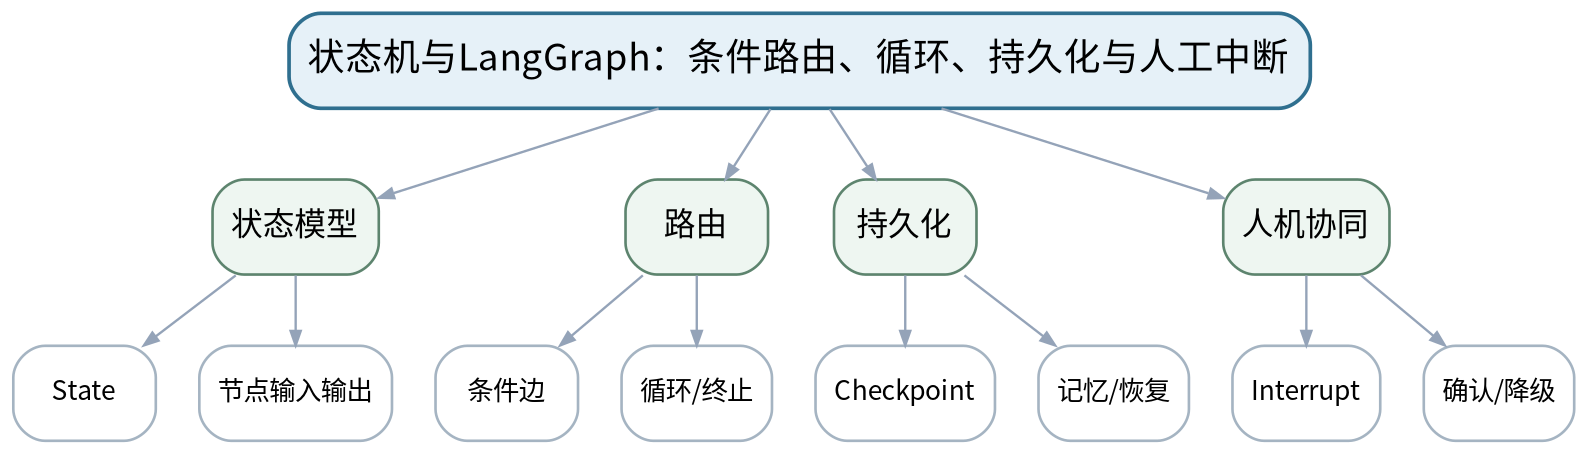 状态机与LangGraph：条件路由、循环、持久化与人工中断
状态模型
路由
持久化
人机协同
State
节点输入输出
条件边
循环/终止
Checkpoint
记忆/恢复
Interrupt
确认/降级